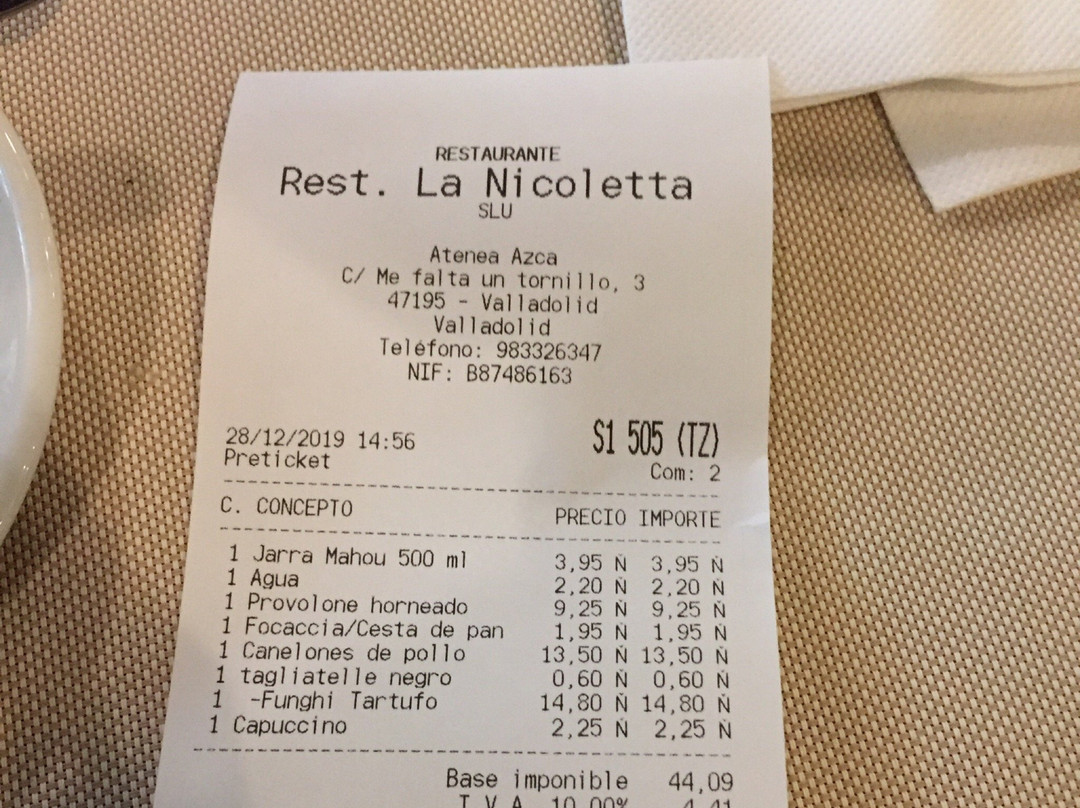 RESTAURANTE
Rest. La Nicoletta
SLU
Atenea Azca
C/ Me falta un tornillo, 3
47195 - Valladolid
Valladolid
Teléfono: 983326347
NIF: B87486163
S1 505 (TZ)
28/12/2019 14:56
Preticket
Com: 2
C. CONCEPTO PRECIO IMPORTE
1 Jarra Mahou 500 ml 3,95 Ñ 3,95 Ñ
1 Agua 2,20 Ñ 2,20 Ñ
1 Provolone horneado 9,25 Ñ 9,25 Ñ
1 Focaccia/Cesta de pan 1,95 Ñ 1,95 Ñ
1 Canelones de pollo 13,50 Ñ 13,50 Ñ
1 tagliatelle negro 0,60 Ñ 0,60 Ñ
1 -Funghi Tartufo 14,80 Ñ 14,80 Ñ
1 Capuccino 2,25 Ñ 2,25 Ñ
Base imponible 44,09
T.V.A. 10,00% 4,41